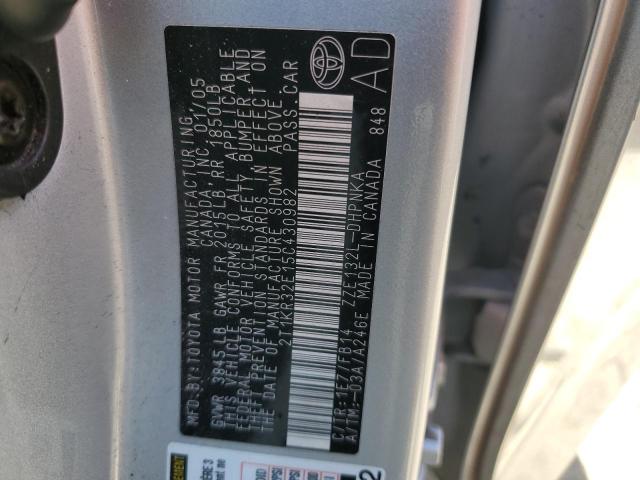 MFD.BY:TOYOTA MOTOR MANUFACTURING
CANADA, INC. 01/05
GVWR 3845LB GAWR FR 2015LB RR 1850LB
THIS VEHICLE CONFORMS TO ALL APPLICABLE
FEDERAL MOTOR VEHICLE SAFETY, BUMPER, AND
THEFT PREVENTION STANDARDS IN EFFECT ON
THE DATE OF MANUFACTURE SHOWN ABOVE.
2T1KR32E15C430982 PASS.CAR
C/TR:1E7/FB14 ZZE132L-DHPNKA
A/TM:-03A/A246E MADE IN CANADA 848
AD
2